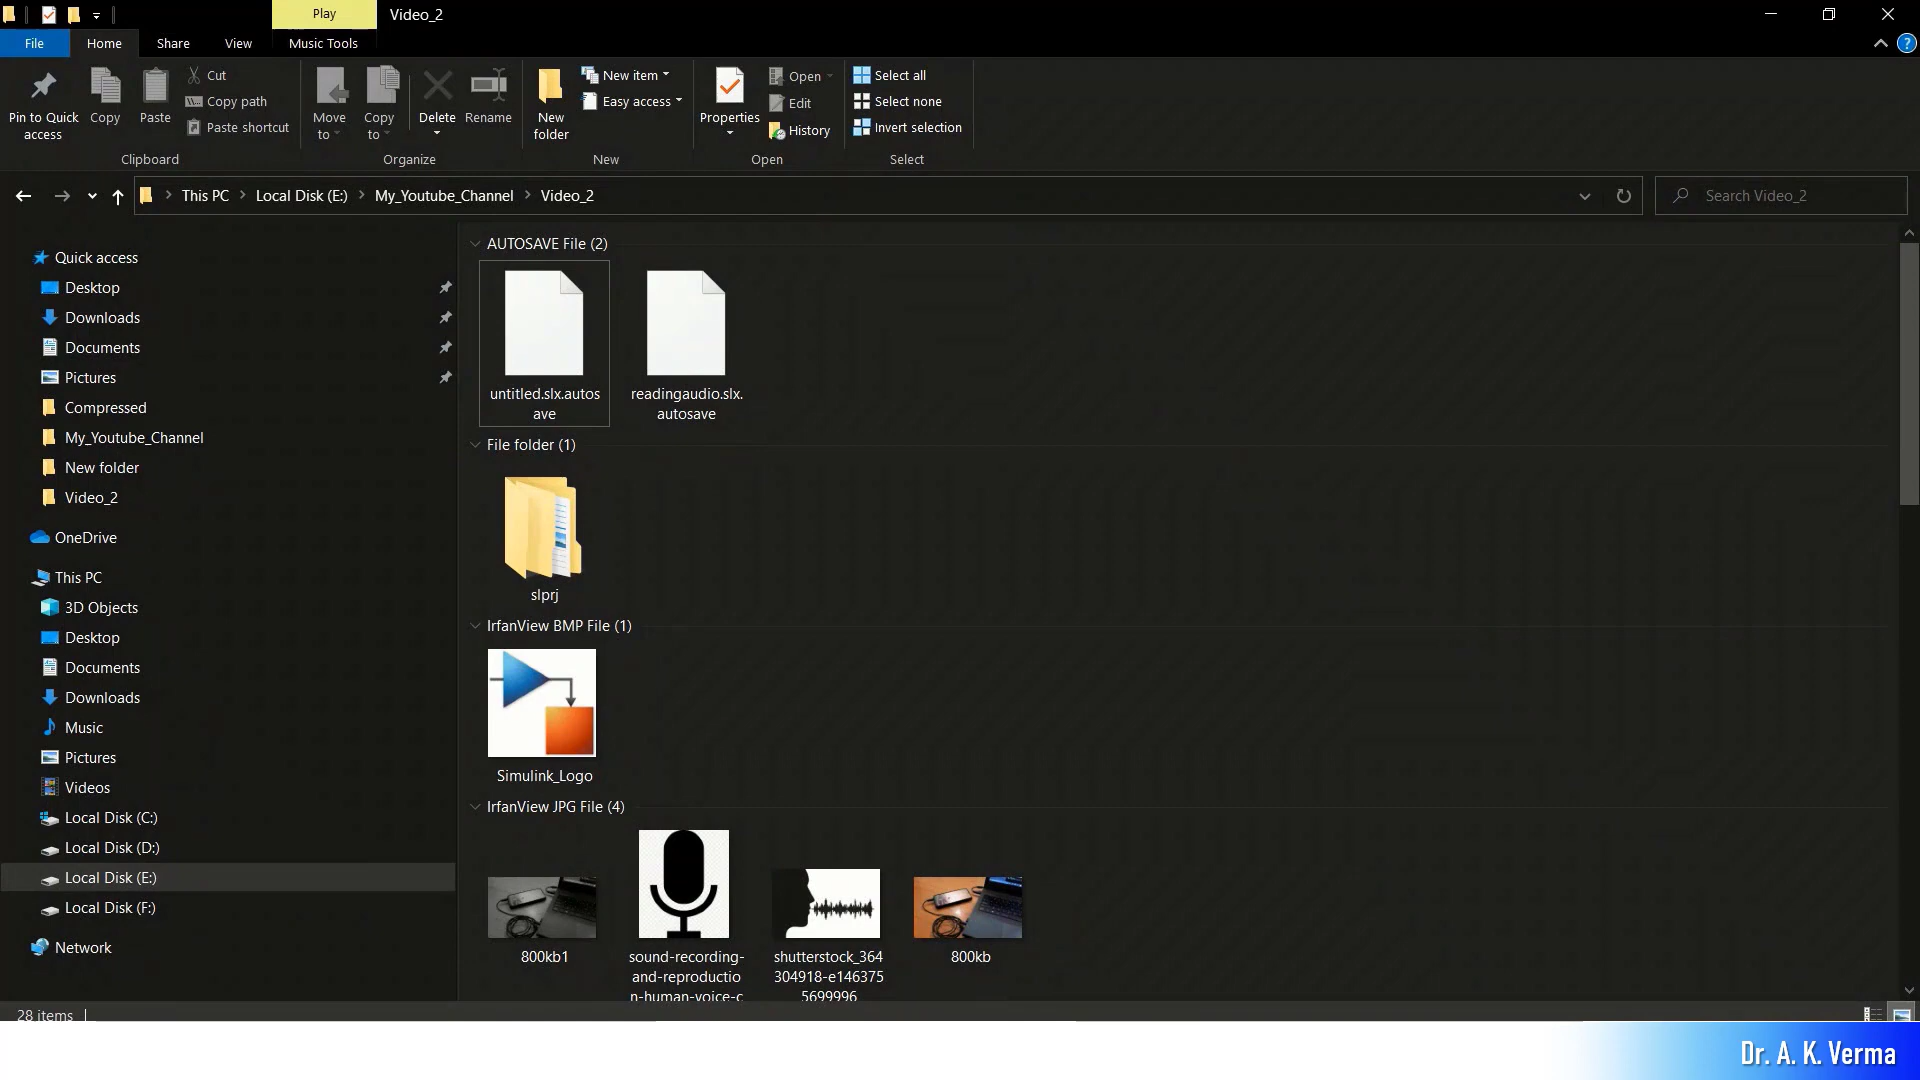 Play
Video_2
File
Home
Share
View
Music Tools
Pin to Quick access
Copy
Paste
Cut
Copy path
Paste shortcut
Clipboard
Move to
Copy to
Delete
Rename
Organize
New folder
New item
Easy access
New
Properties
Open
Edit
History
Open
Select all
Select none
Invert selection
Select
This PC
Local Disk (E:)
My_Youtube_Channel
Video_2
Search Video_2
Quick access
Desktop
Downloads
Documents
Pictures
Compressed
My_Youtube_Channel
New folder
Video_2
OneDrive
This PC
3D Objects
Desktop
Documents
Downloads
Music
Pictures
Videos
Local Disk (C:)
Local Disk (D:)
Local Disk (E:)
Local Disk (F:)
Network
AUTOSAVE File (2)
untitled.slx.autos
ave
readingaudio.slx.
autosave
File folder (1)
slprj
IrfanView BMP File (1)
Simulink_Logo
IrfanView JPG File (4)
800kb1
sound-recording-
and-reproductio
n-human-voice-c
shutterstock_364
304918-e146375
5699996
800kb
28 items
Dr. A. K. Verma